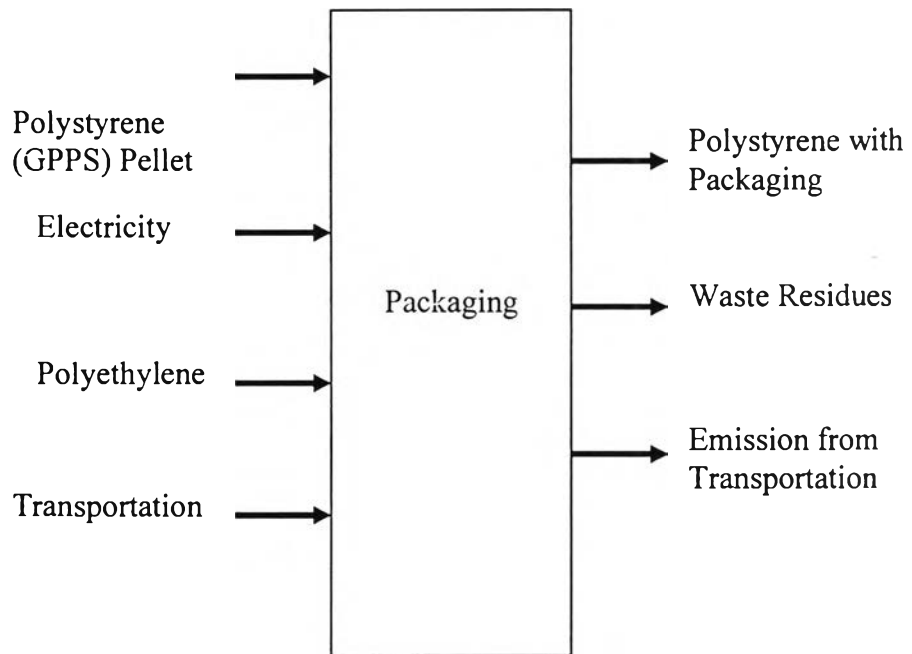 Polystyrene
(GPPS) Pellet
Electricity
Polyethylene
Transportation
Packaging
Polystyrene with
Packaging
Waste Residues
Emission from
Transportation